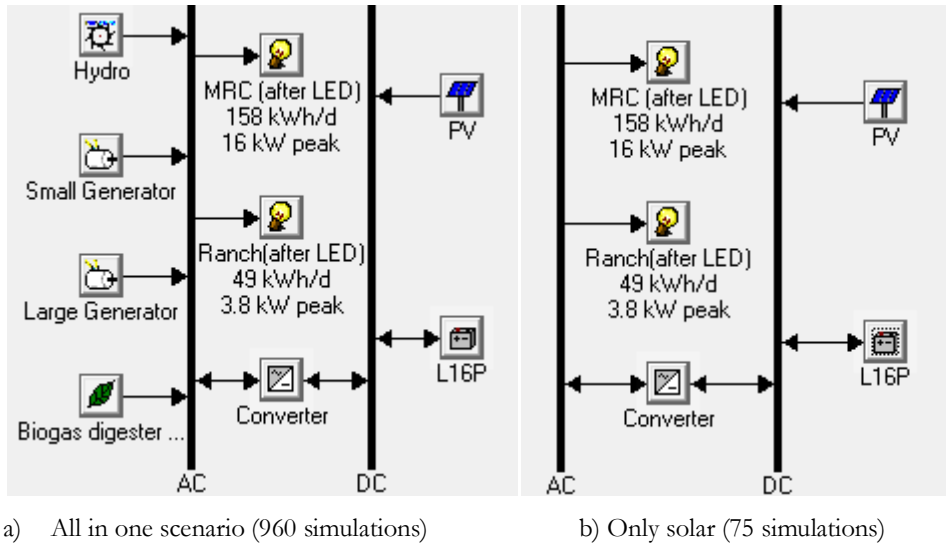 Hydro
MRC (after LED)
158 kWh/d
16 kW peak
PV
Small Generator
Ranch(after LED)
49 kWh/d
3.8 kW peak
Large Generator
L16P
Converter
Biogas digester ...
AC
DC
a) All in one scenario (960 simulations)
MRC (after LED)
158 kWh/d
16 kW peak
PV
Ranch(after LED)
49 kWh/d
3.8 kW peak
L16P
Converter
AC
DC
b) Only solar (75 simulations)